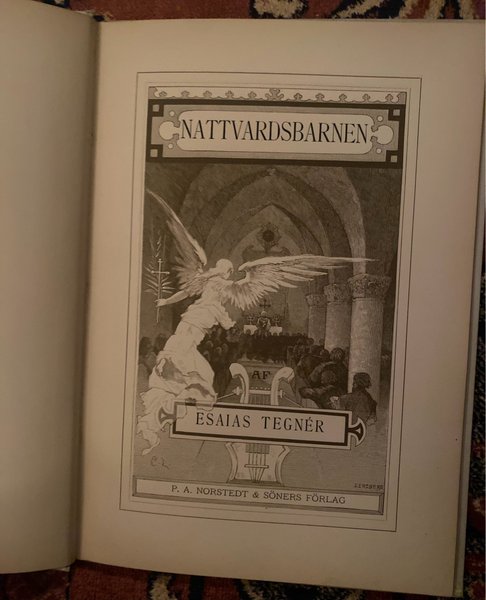 NATTVARDSBARNEN
AF
ESAIAS TEGNÉR
P. A. NORSTEDT & SÖNERS FÖRLAG